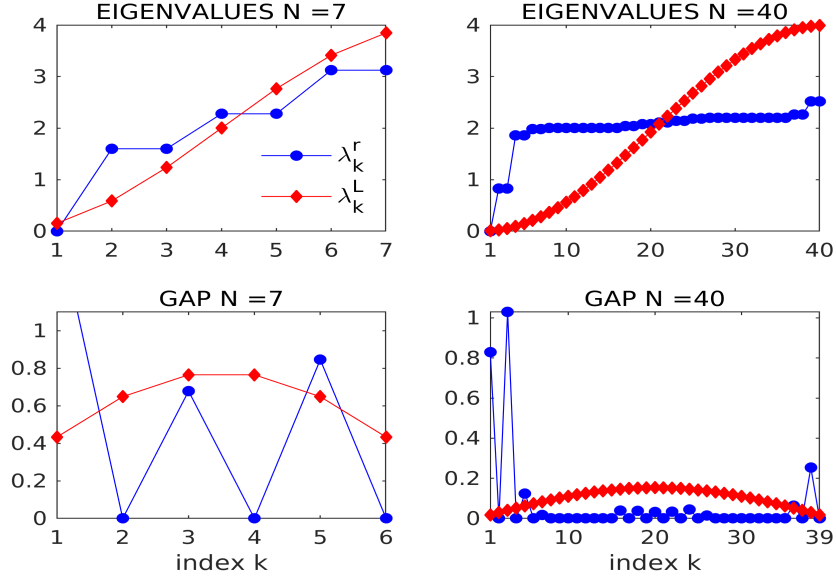 EIGENVALUES N =7
4
3
2
1
0
1 2 3 4 5 6 7
λ_k^r
λ_k^L
EIGENVALUES N =40
4
3
2
1
0
1 10 20 30 40
GAP N =7
1
0.8
0.6
0.4
0.2
0
1 2 3 4 5 6
index k
GAP N =40
1
0.8
0.6
0.4
0.2
0
1 10 20 30 39
index k